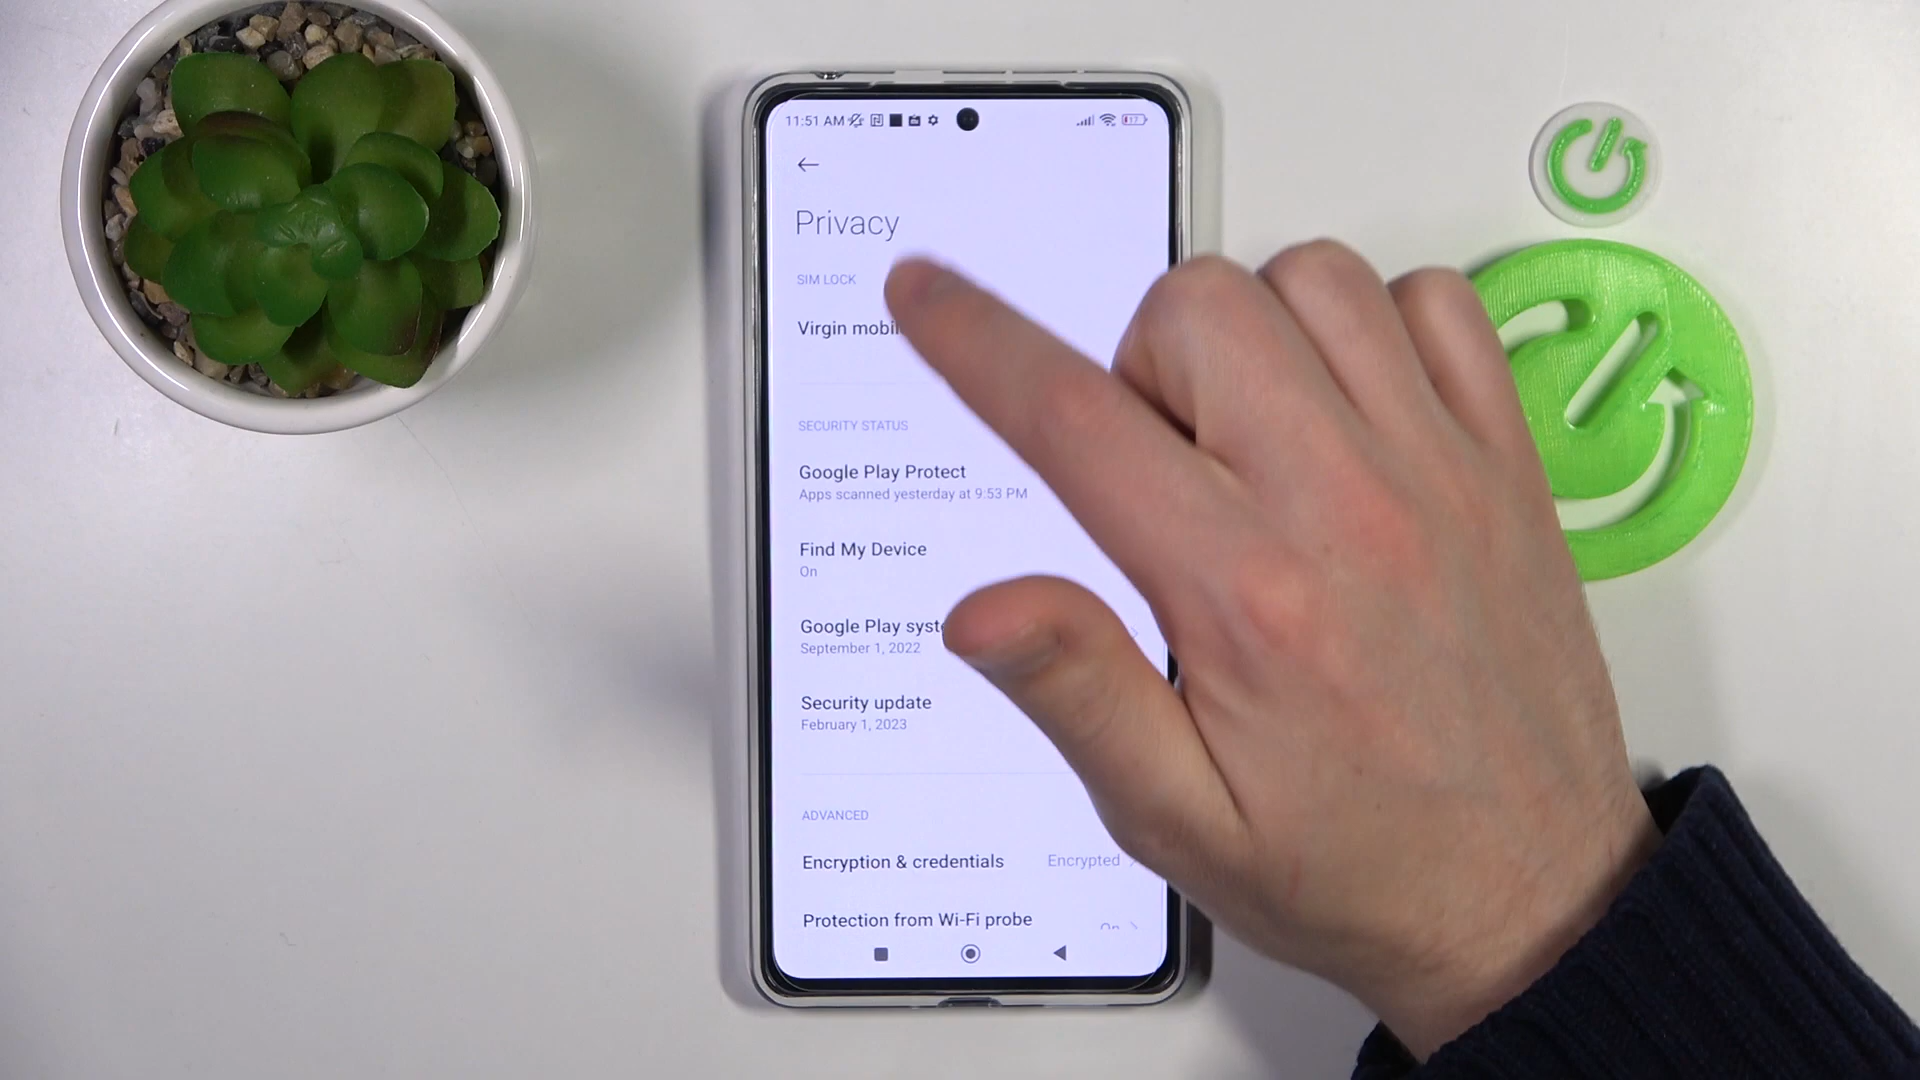 11:51 AM
17
Privacy
SIM LOCK
Virgin
SECURITY STATUS
Google Play Protect
Apps scanned yesterday at 9:53 PM
Find My Device
On
Google Play
September 1, 2022
Security update
February 1, 2023
ADVANCED
Encryption & credentials Encrypted
Protection from Wi-Fi probe
On